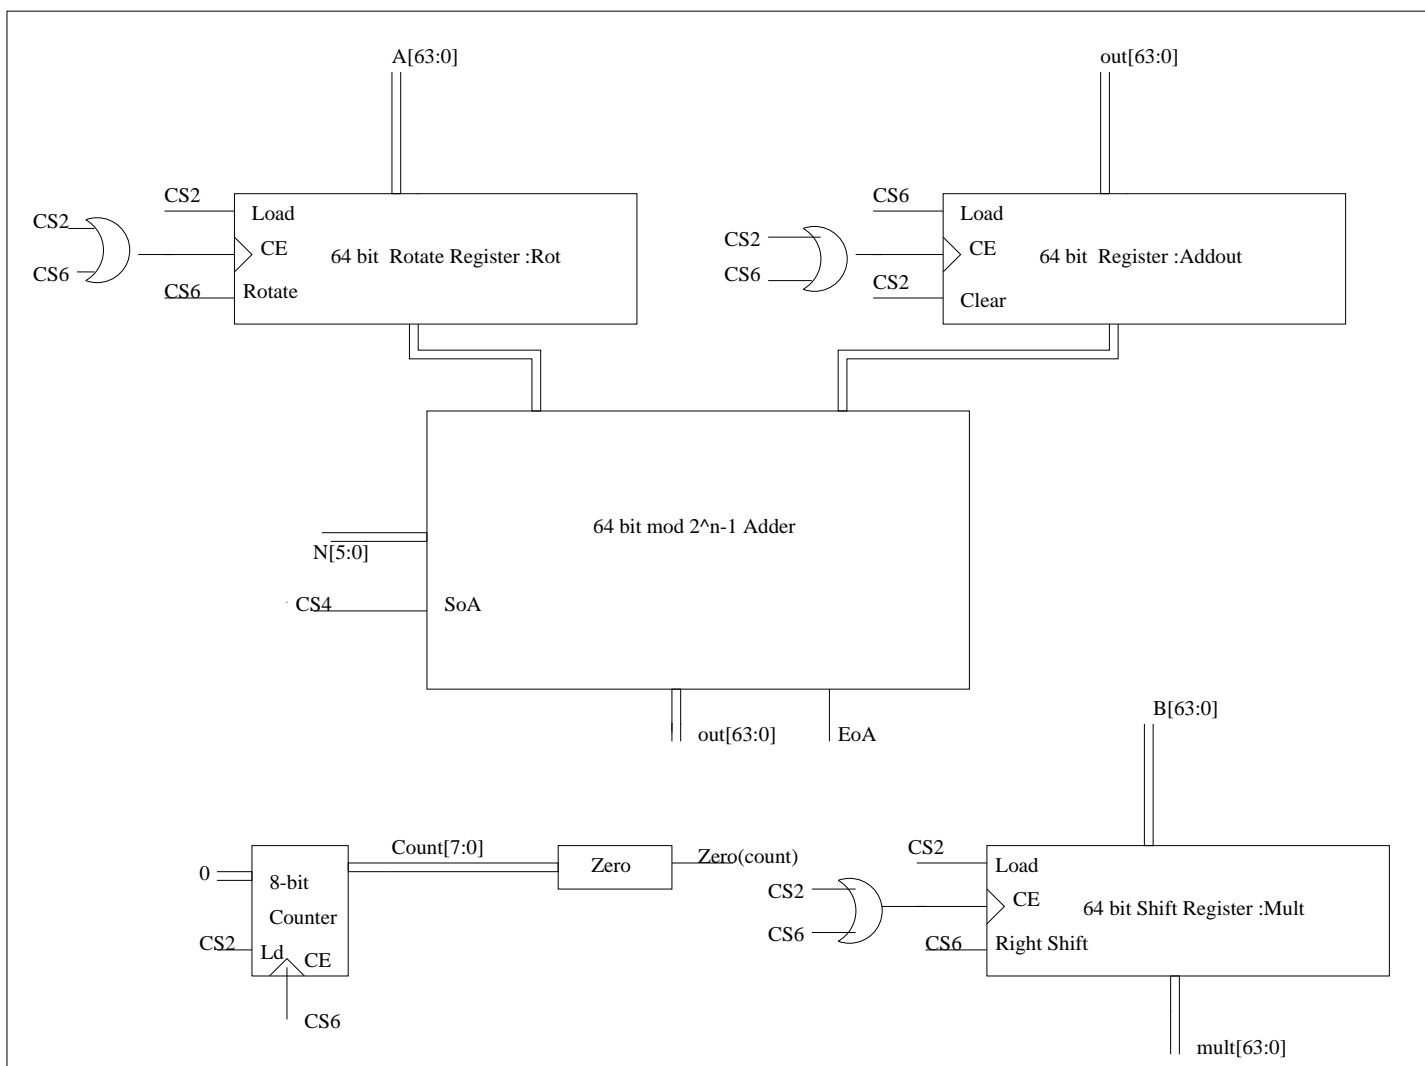 A[63:0]
out[63:0]
CS2
Load
CS2
CE
64 bit Rotate Register :Rot
CS6
CS6
Rotate
CS6
Load
CS2
CE
64 bit Register :Addout
CS6
CS2
Clear
64 bit mod 2^n-1 Adder
N[5:0]
CS4
SoA
out[63:0]
EoA
B[63:0]
0
8-bit
Counter
CS2
Ld
CE
CS6
Count[7:0]
Zero
Zero(count)
CS2
Load
CS2
CE
64 bit Shift Register :Mult
CS6
CS6
Right Shift
mult[63:0]